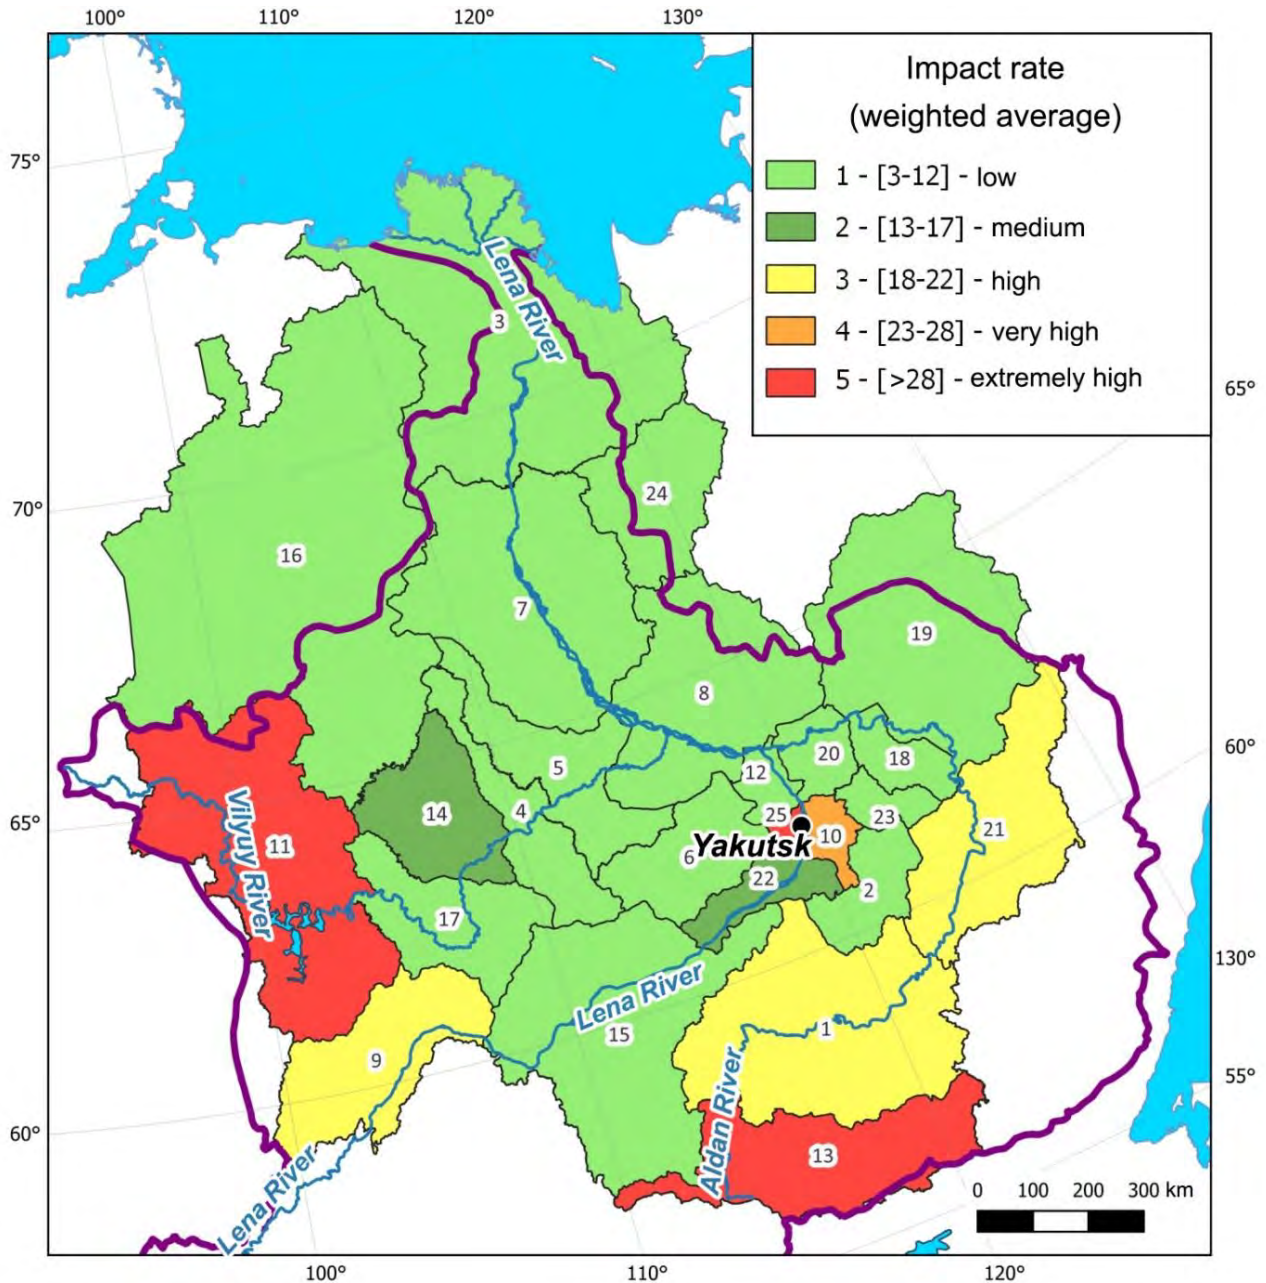 100° 110° 120° 130°
Impact rate
(weighted average)
1 - [3-12] - low
2 - [13-17] - medium
3 - [18-22] - high
4 - [23-28] - very high
5 - [>28] - extremely high
75°
65°
70°
60°
65°
130°
55°
60°
Lena River
3
24
16
7
19
8
5
20
18
12
14
4
25
10
23
21
Yakutsk
6
Vilyuy River
11
22
2
17
Lena River
15
1
9
Aldan River
13
Lena River
0 100 200 300 km
100° 110° 120°